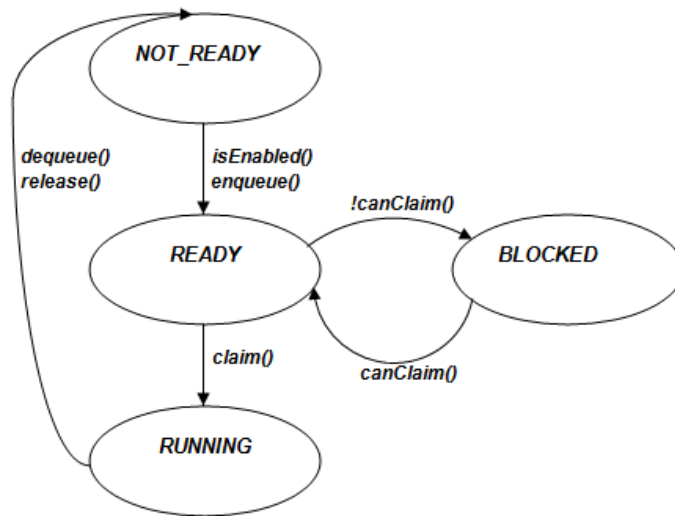 NOT_READY
dequeue()
release()
isEnabled()
enqueue()
!canClaim()
READY
BLOCKED
claim()
canClaim()
RUNNING